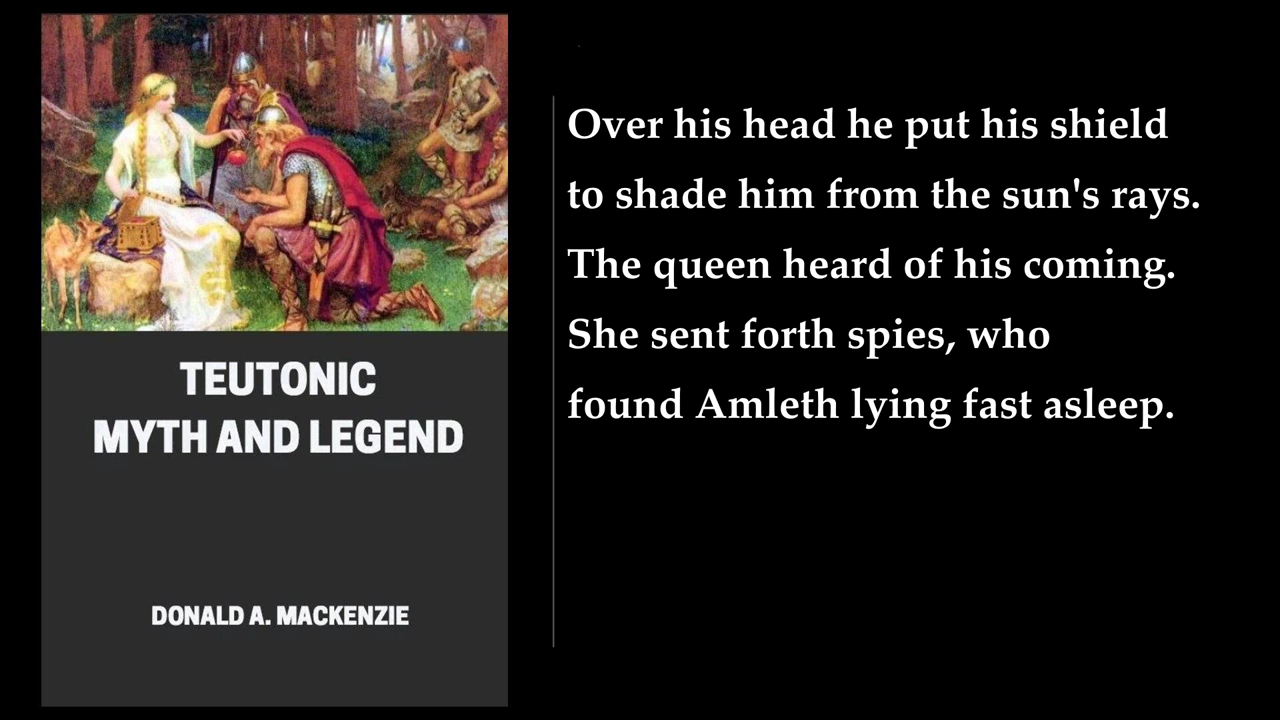 TEUTONIC
MYTH AND LEGEND
DONALD A. MACKENZIE
Over his head he put his shield
to shade him from the sun's rays.
The queen heard of his coming.
She sent forth spies, who
found Amleth lying fast asleep.